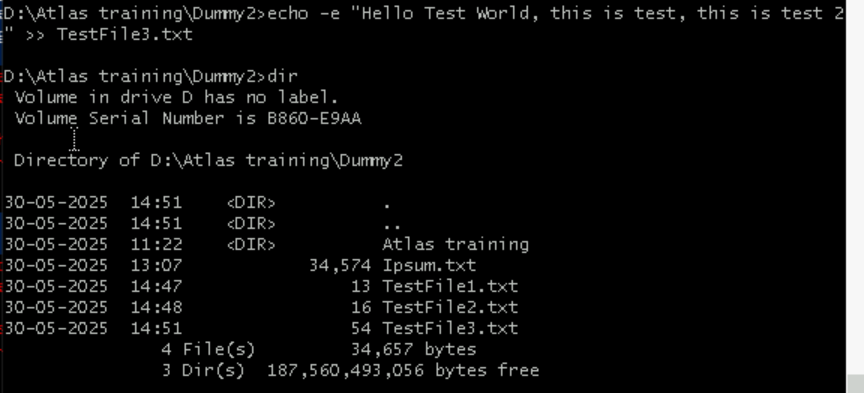 D:\Atlas training\Dummy2>echo -e "Hello Test World, this is test, this is test 2
" >> TestFile3.txt
D:\Atlas training\Dummy2>dir
Volume in drive D has no label.
Volume Serial Number is B860-E9AA
Directory of D:\Atlas training\Dummy2
30-05-2025 14:51 <DIR> .
30-05-2025 14:51 <DIR> ..
30-05-2025 11:22 <DIR> Atlas training
30-05-2025 13:07 34,574 Ipsum.txt
30-05-2025 14:47 13 TestFile1.txt
30-05-2025 14:48 16 TestFile2.txt
30-05-2025 14:51 54 TestFile3.txt
4 File(s) 34,657 bytes
3 Dir(s) 187,560,493,056 bytes free